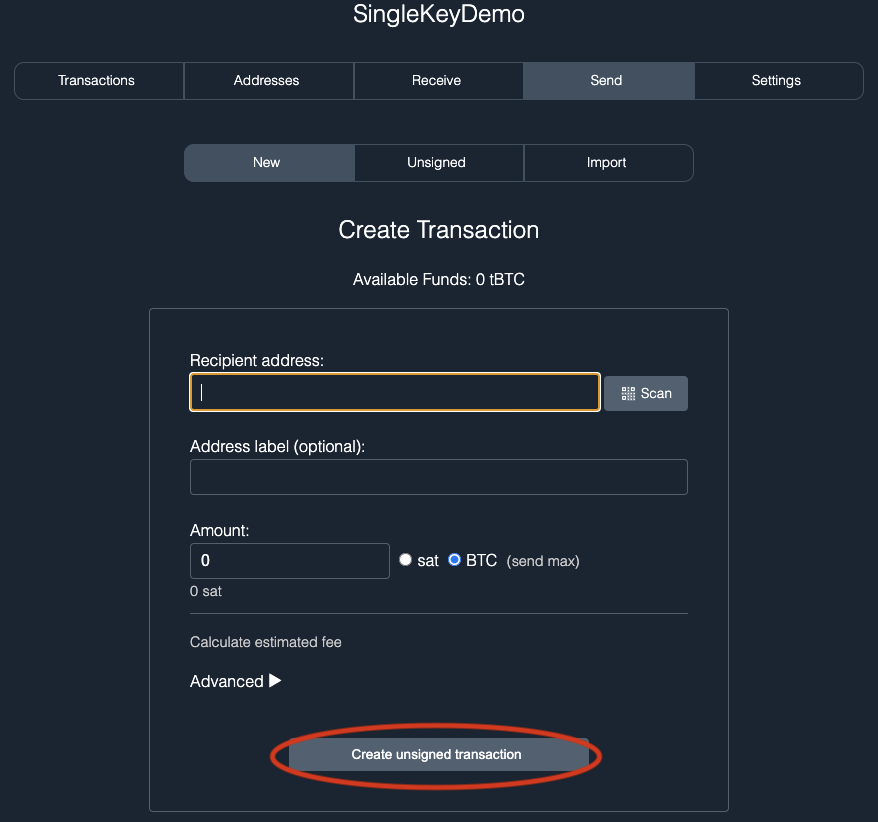 SingleKeyDemo
Transactions Addresses Receive Send Settings
New Unsigned Import
Create Transaction
Available Funds: 0 tBTC
Recipient address:
Scan
Address label (optional):
Amount:
0 sat BTC (send max)
0 sat
Calculate estimated fee
Advanced
Create unsigned transaction